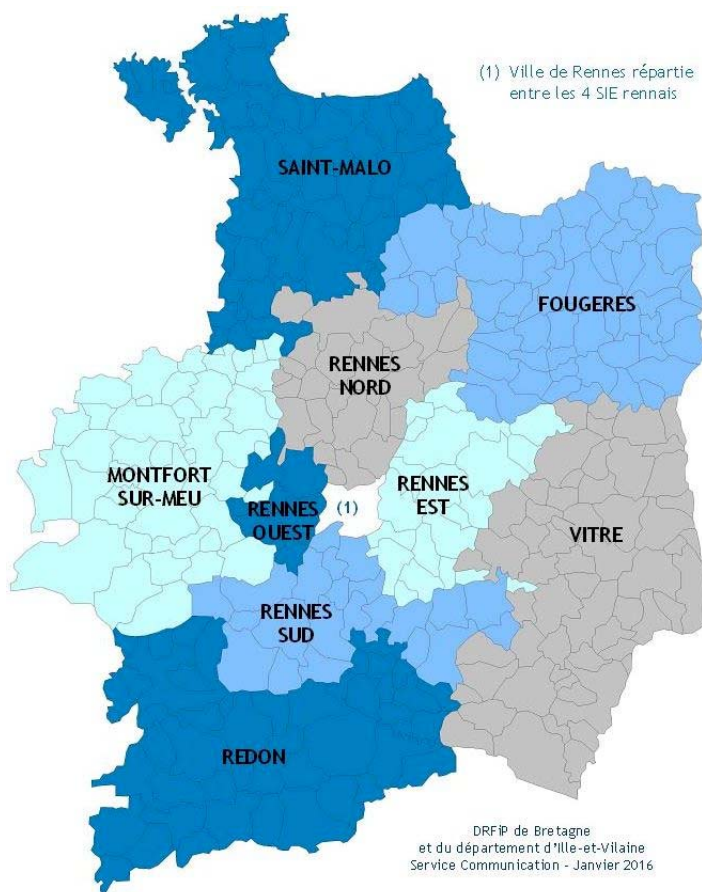 (1) Ville de Rennes répartie
entre les 4 SIE rennais
SAINT-MALO
FOUGERES
RENNES
NORD
MONTFORT
SUR-MEU
RENNES
OUEST
(1)
RENNES
EST
VITRE
RENNES
SUD
REDON
DRFiP de Bretagne
et du département d'Ille-et-Vilaine
Service Communication - Janvier 2016